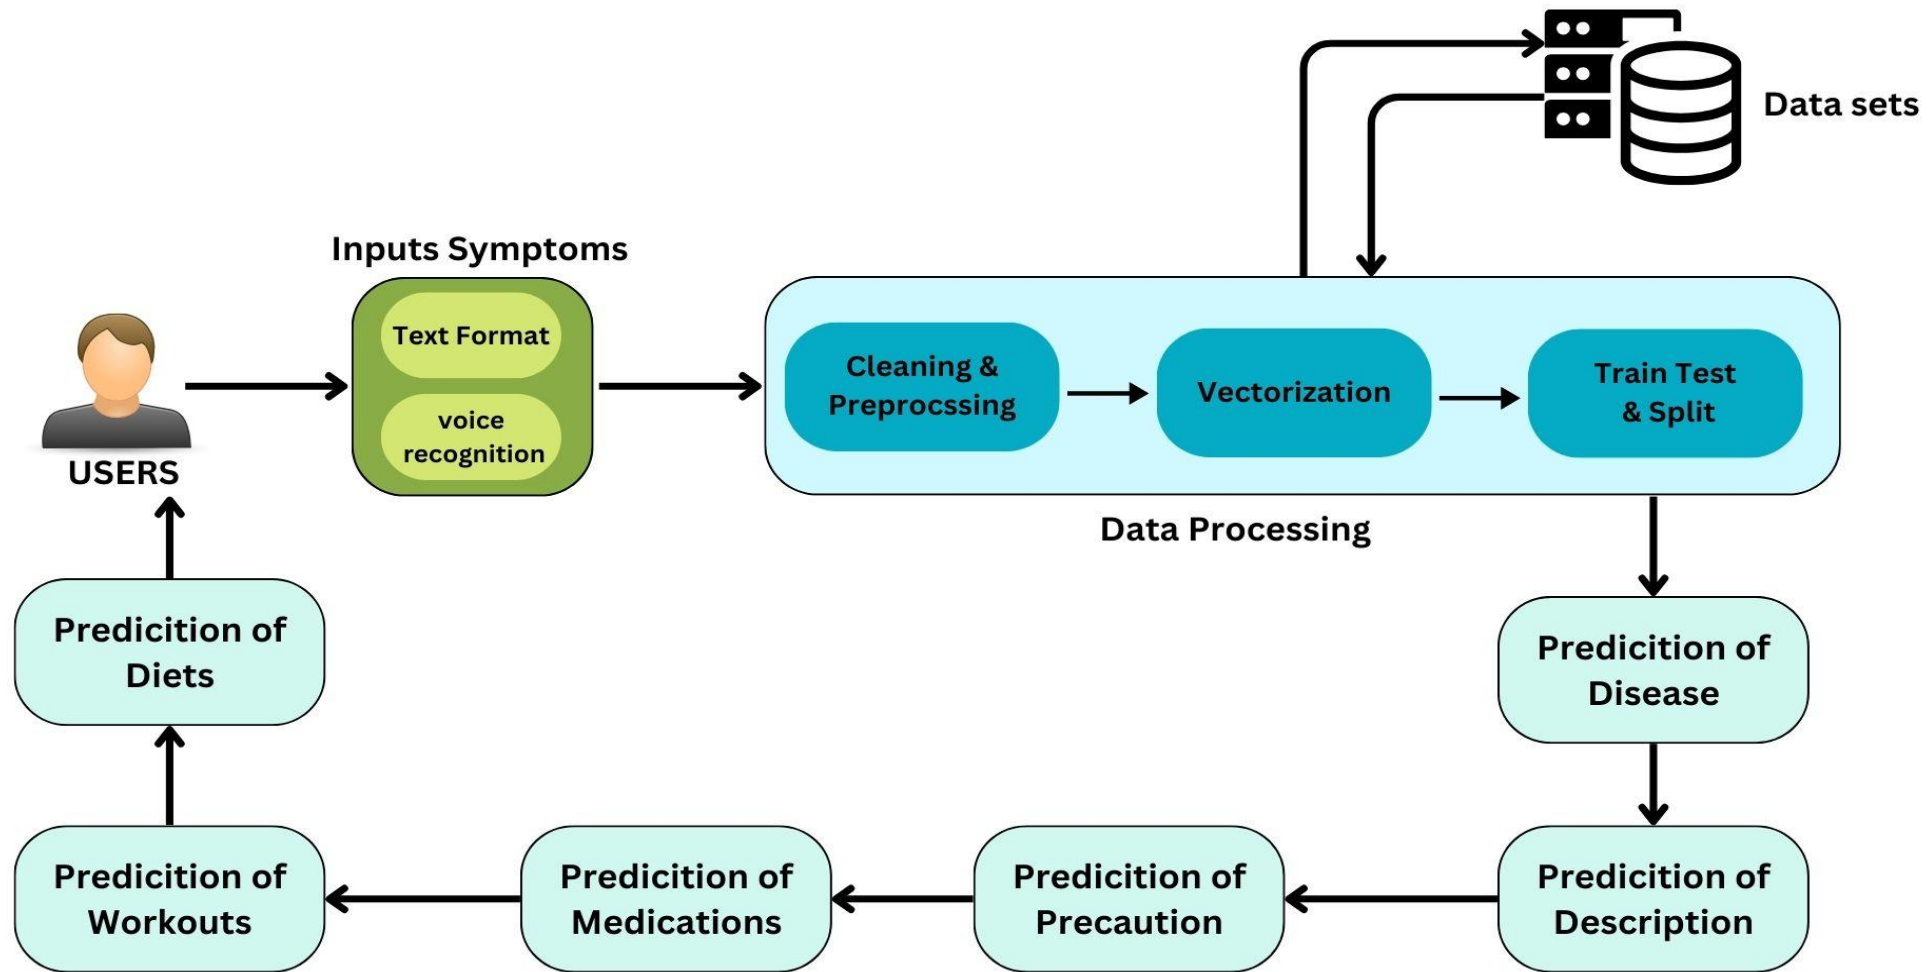 Data sets
Inputs Symptoms
Text Format
voice
recognition
USERS
Cleaning &
Preprocssing
Vectorization
Train Test
& Split
Data Processing
Predicition of
Disease
Predicition of
Description
Predicition of
Precaution
Predicition of
Medications
Predicition of
Workouts
Predicition of
Diets